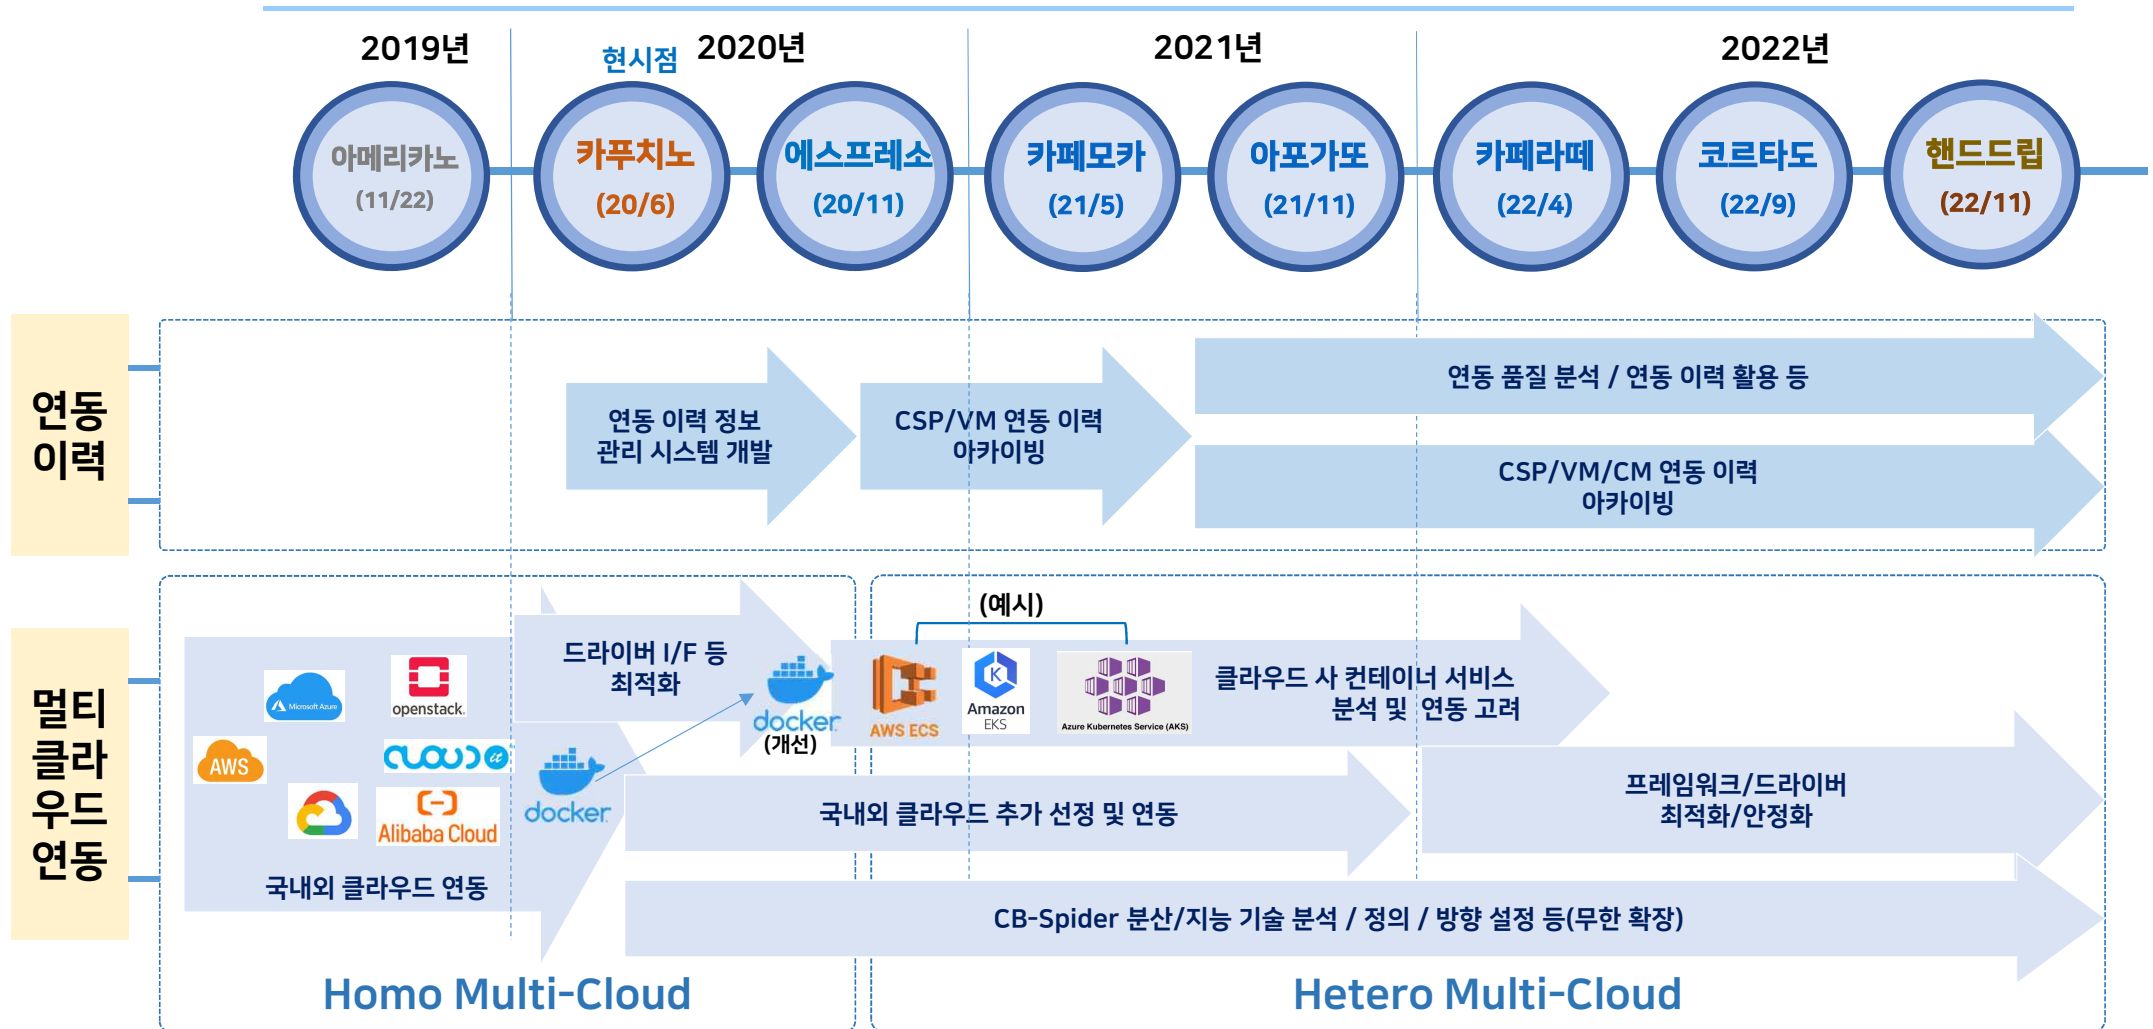 2019년
현시점
2020년
2021년
2022년
아메리카노
(11/22)
카푸치노
(20/6)
에스프레소
(20/11)
카페모카
(21/5)
아포가또
(21/11)
카페라떼
(22/4)
코르타도
(22/9)
핸드드립
(22/11)
연동
이력
연동 이력 정보
관리 시스템 개발
CSP/VM 연동 이력
아카이빙
연동 품질 분석 / 연동 이력 활용 등
CSP/VM/CM 연동 이력
아카이빙
멀티
클라
우드
연동
Microsoft Azure
openstack.
AWS
cloud it
Alibaba Cloud
docker
국내외 클라우드 연동
드라이버 I/F 등
최적화
docker
(개선)
(예시)
AWS ECS
Amazon
EKS
Azure Kubernetes Service (AKS)
클라우드 사 컨테이너 서비스
분석 및 연동 고려
국내외 클라우드 추가 선정 및 연동
프레임워크/드라이버
최적화/안정화
CB-Spider 분산/지능 기술 분석 / 정의 / 방향 설정 등(무한 확장)
Homo Multi-Cloud
Hetero Multi-Cloud